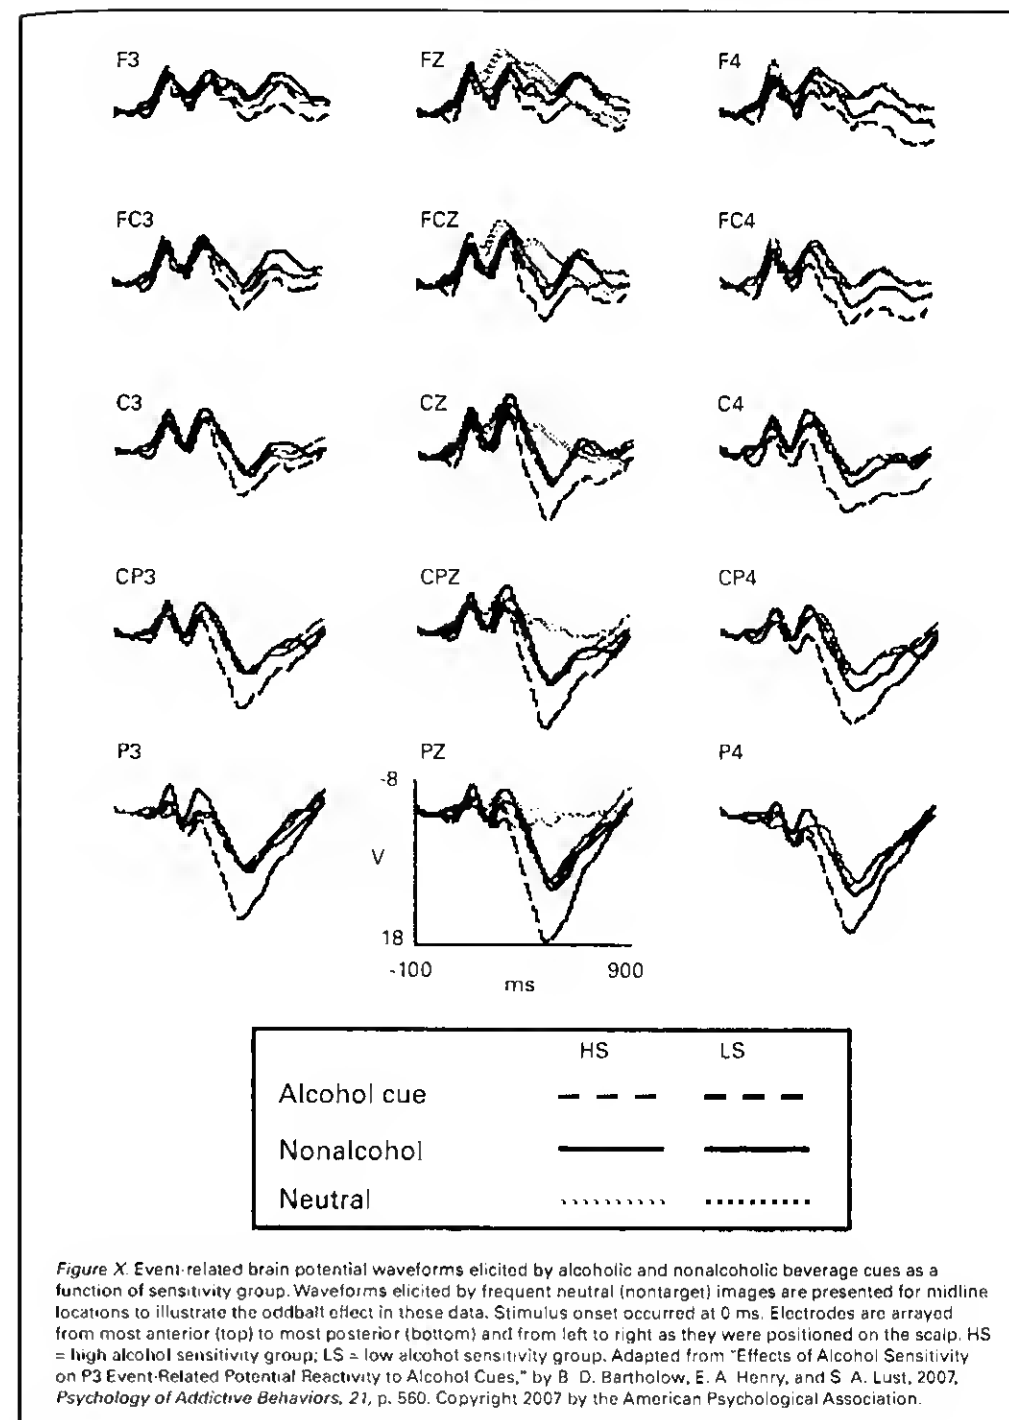 F3 FZ F4
FC3 FCZ FC4
C3 CZ C4
CP3 CPZ CP4
P3 PZ P4
-8
V
18
-100 900
ms
HS LS
Alcohol cue
Nonalcohol
Neutral
Figure X. Event-related brain potential waveforms elicited by alcoholic and nonalcoholic beverage cues as a
function of sensitivity group. Waveforms elicited by frequent neutral (nontarget) images are presented for midline
locations to illustrate the oddball effect in these data. Stimulus onset occurred at 0 ms. Electrodes are arrayed
from most anterior (top) to most posterior (bottom) and from left to right as they were positioned on the scalp. HS
= high alcohol sensitivity group; LS = low alcohol sensitivity group. Adapted from "Effects of Alcohol Sensitivity
on P3 Event-Related Potential Reactivity to Alcohol Cues," by B. D. Bartholow, E. A. Henry, and S. A. Lust, 2007,
Psychology of Addictive Behaviors, 21, p. 560. Copyright 2007 by the American Psychological Association.